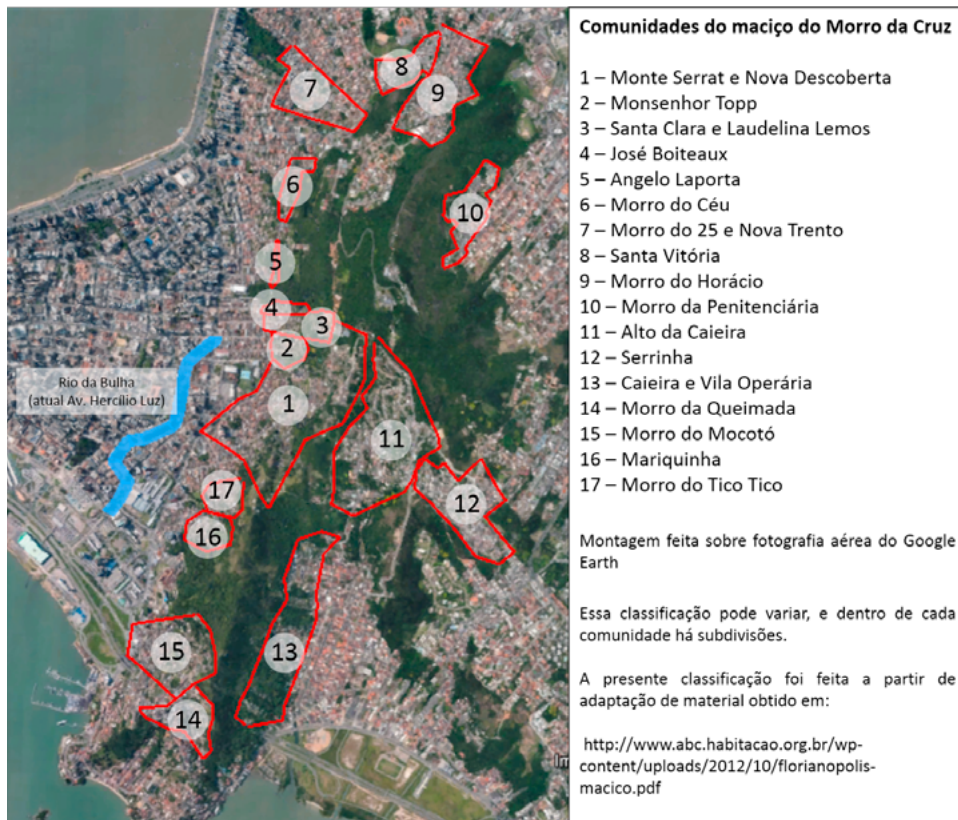 Comunidades do maciço do Morro da Cruz
1 – Monte Serrat e Nova Descoberta
2 – Monsenhor Topp
3 – Santa Clara e Laudelina Lemos
4 – José Boiteaux
5 – Angelo Laporta
6 – Morro do Céu
7 – Morro do 25 e Nova Trento
8 – Santa Vitória
9 – Morro do Horácio
10 – Morro da Penitenciária
11 – Alto da Caieira
12 – Serrinha
13 – Caieira e Vila Operária
14 – Morro da Queimada
15 – Morro do Mocotó
16 – Mariquinha
17 – Morro do Tico Tico
Montagem feita sobre fotografia aérea do Google
Earth
Essa classificação pode variar, e dentro de cada
comunidade há subdivisões.
A presente classificação foi feita a partir de
adaptação de material obtido em:
http://www.abc.habitacao.org.br/wp-
content/uploads/2012/10/florianopolis-
macico.pdf
7
8
9
6
10
5
4
3
2
Rio da Bulha
(atual Av. Hercílio Luz)
1
11
17
12
16
15
13
14